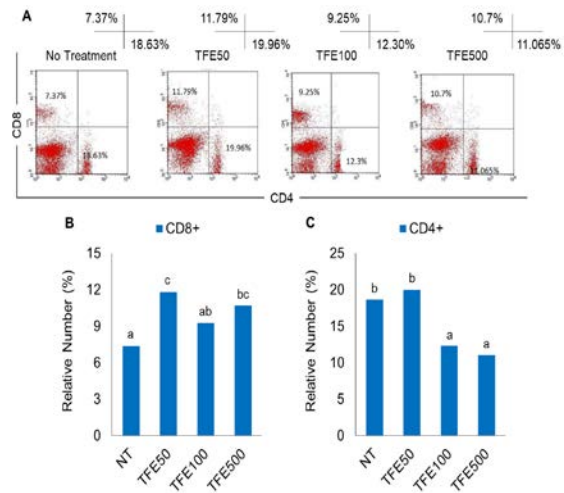 A
7.37% 11.79% 9.25% 10.7%
18.63% 19.96% 12.30% 11.065%
No Treatment TFE50 TFE100 TFE500
CD8
7.37% 11.79% 9.25% 10.7%
18.63% 19.96% 12.3% 11.065%
CD4
B
CD8+
Relative Number (%)
15
12
9
6
3
0
a c ab bc
NT TFE50 TFE100 TFE500
C
CD4+
Relative Number (%)
25
20
15
10
5
0
b b a a
NT TFE50 TFE100 TFE500